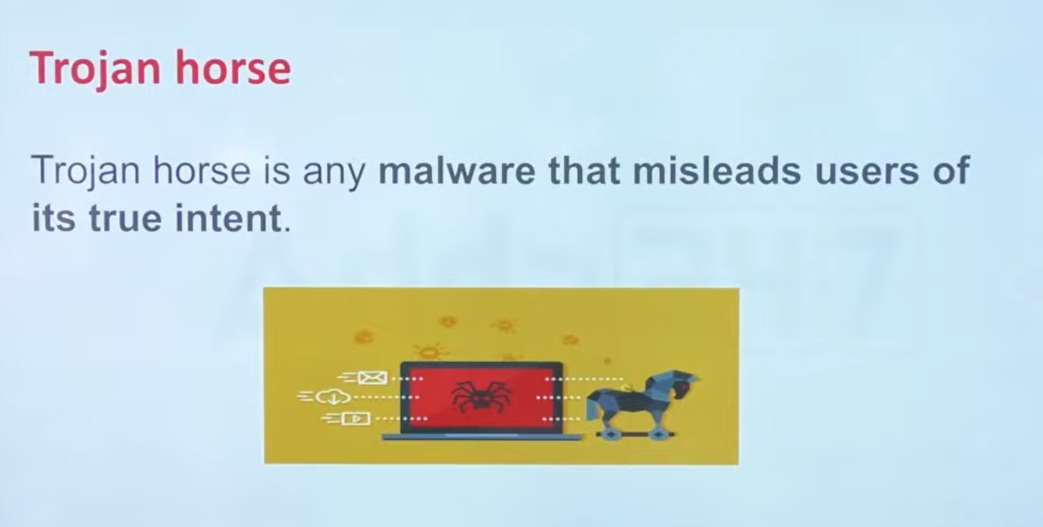 Trojan horse
Trojan horse is any malware that misleads users of
its true intent.